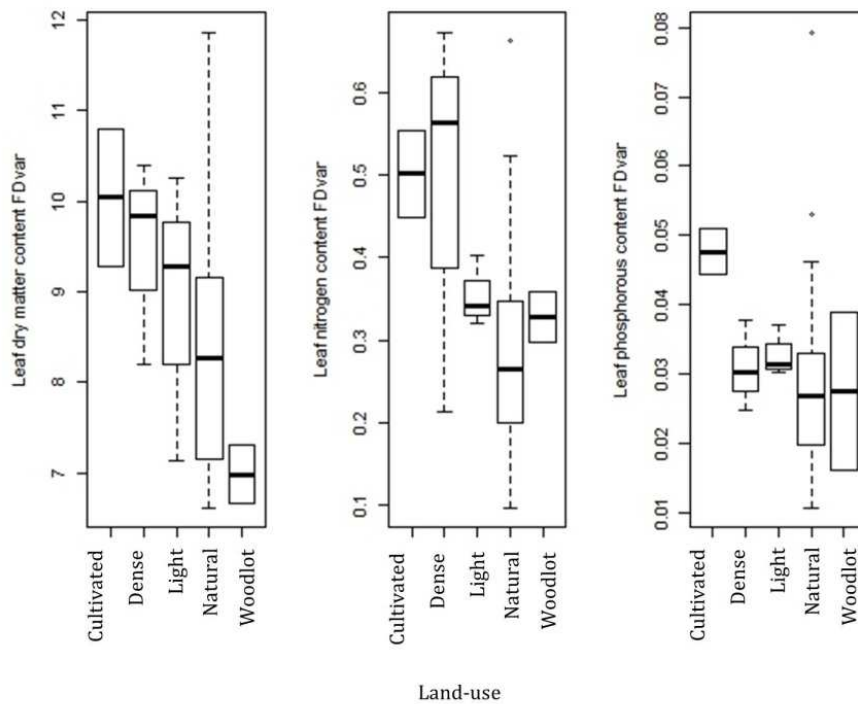 Leaf dry matter content FDvar
12
11
10
9
8
7
Cultivated
Dense
Light
Natural
Woodlot
Leaf nitrogen content FDvar
0.6
0.5
0.4
0.3
0.2
0.1
Cultivated
Dense
Light
Natural
Woodlot
Leaf phosphorous content FDvar
0.08
0.07
0.06
0.05
0.04
0.03
0.02
0.01
Cultivated
Dense
Light
Natural
Woodlot
Land-use